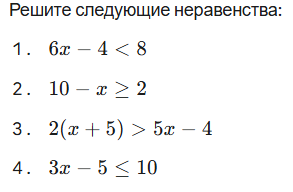 Решите следующие неравенства:
1. 6x − 4 < 8
2. 10 − x ≥ 2
3. 2(x + 5) > 5x − 4
4. 3x − 5 ≤ 10